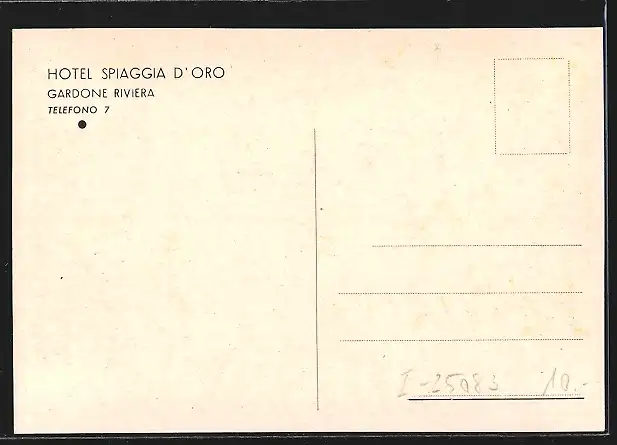 HOTEL SPIAGGIA D'ORO
GARDONE RIVIERA
TELEFONO 7
I-25083 10.-